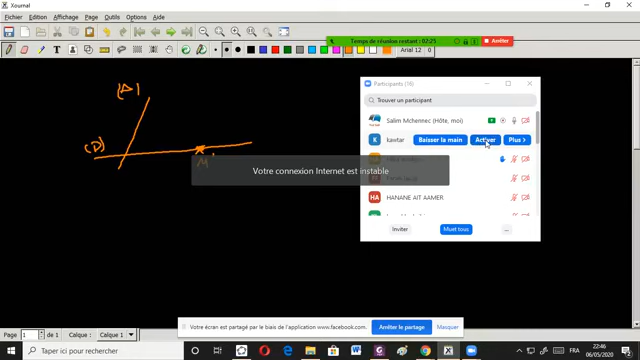 Xournal
Fichier Edition Affichage Page Outils Options Aide
Temps de réunion restant : 02:25
Arrêter
Arial 12
(Δ)
(D)
M
Participants (16)
Trouver un participant
Salim Mchennec (Hôte, moi)
K kawtar Baisser la main Activer Plus >
Votre connexion Internet est instable
HA HANANE AIT AAMER
Inviter Muet tous ...
Page 1 de 1 Calque : Calque 1
Votre écran est partagé par le biais de l'application www.facebook.com. Arrêter le partage Masquer
Taper ici pour rechercher
FRA
22:46
06/05/2020